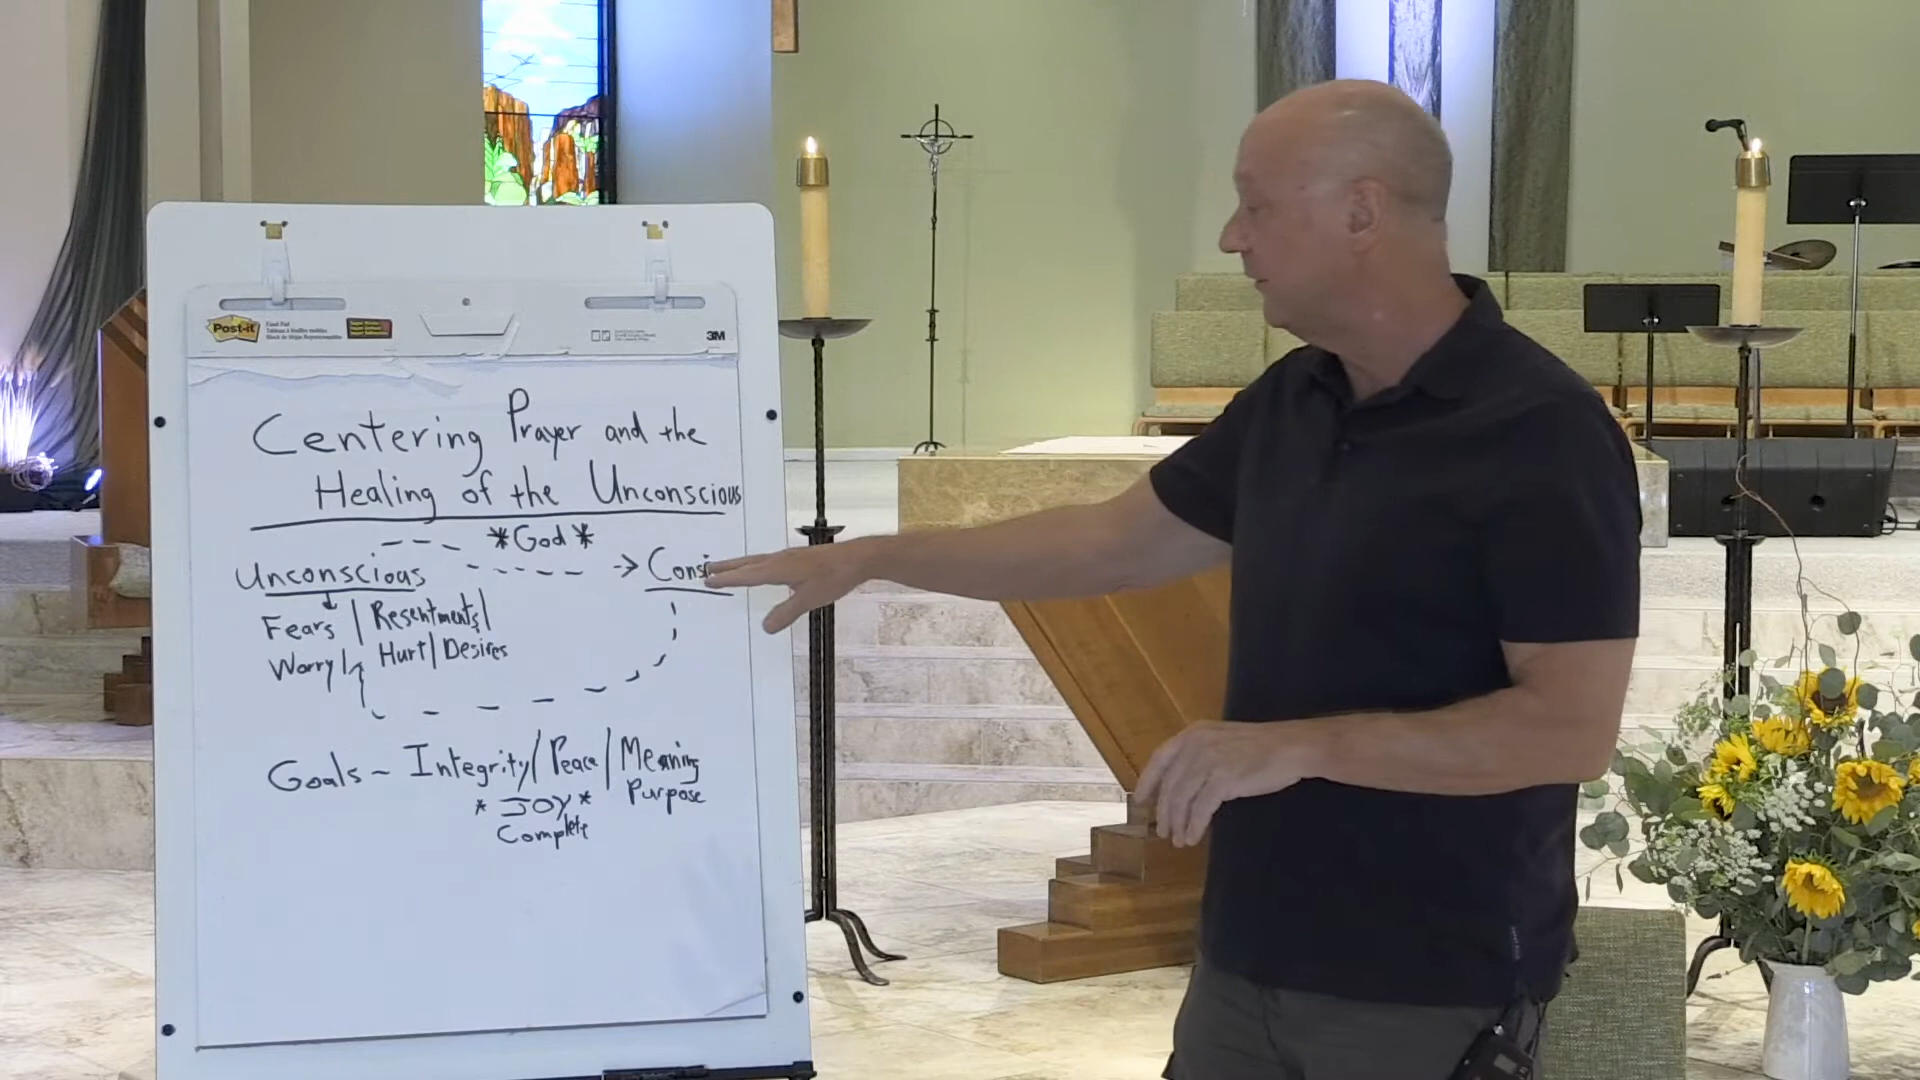 Post-it
3M
Centering Prayer and the
Healing of the Unconscious
*God*
Unconscious -> Consi
Fears | Resentments |
Worry | Hurt | Desires
Goals - Integrity / Peace / Meaning
*JOY* Purpose
Complete